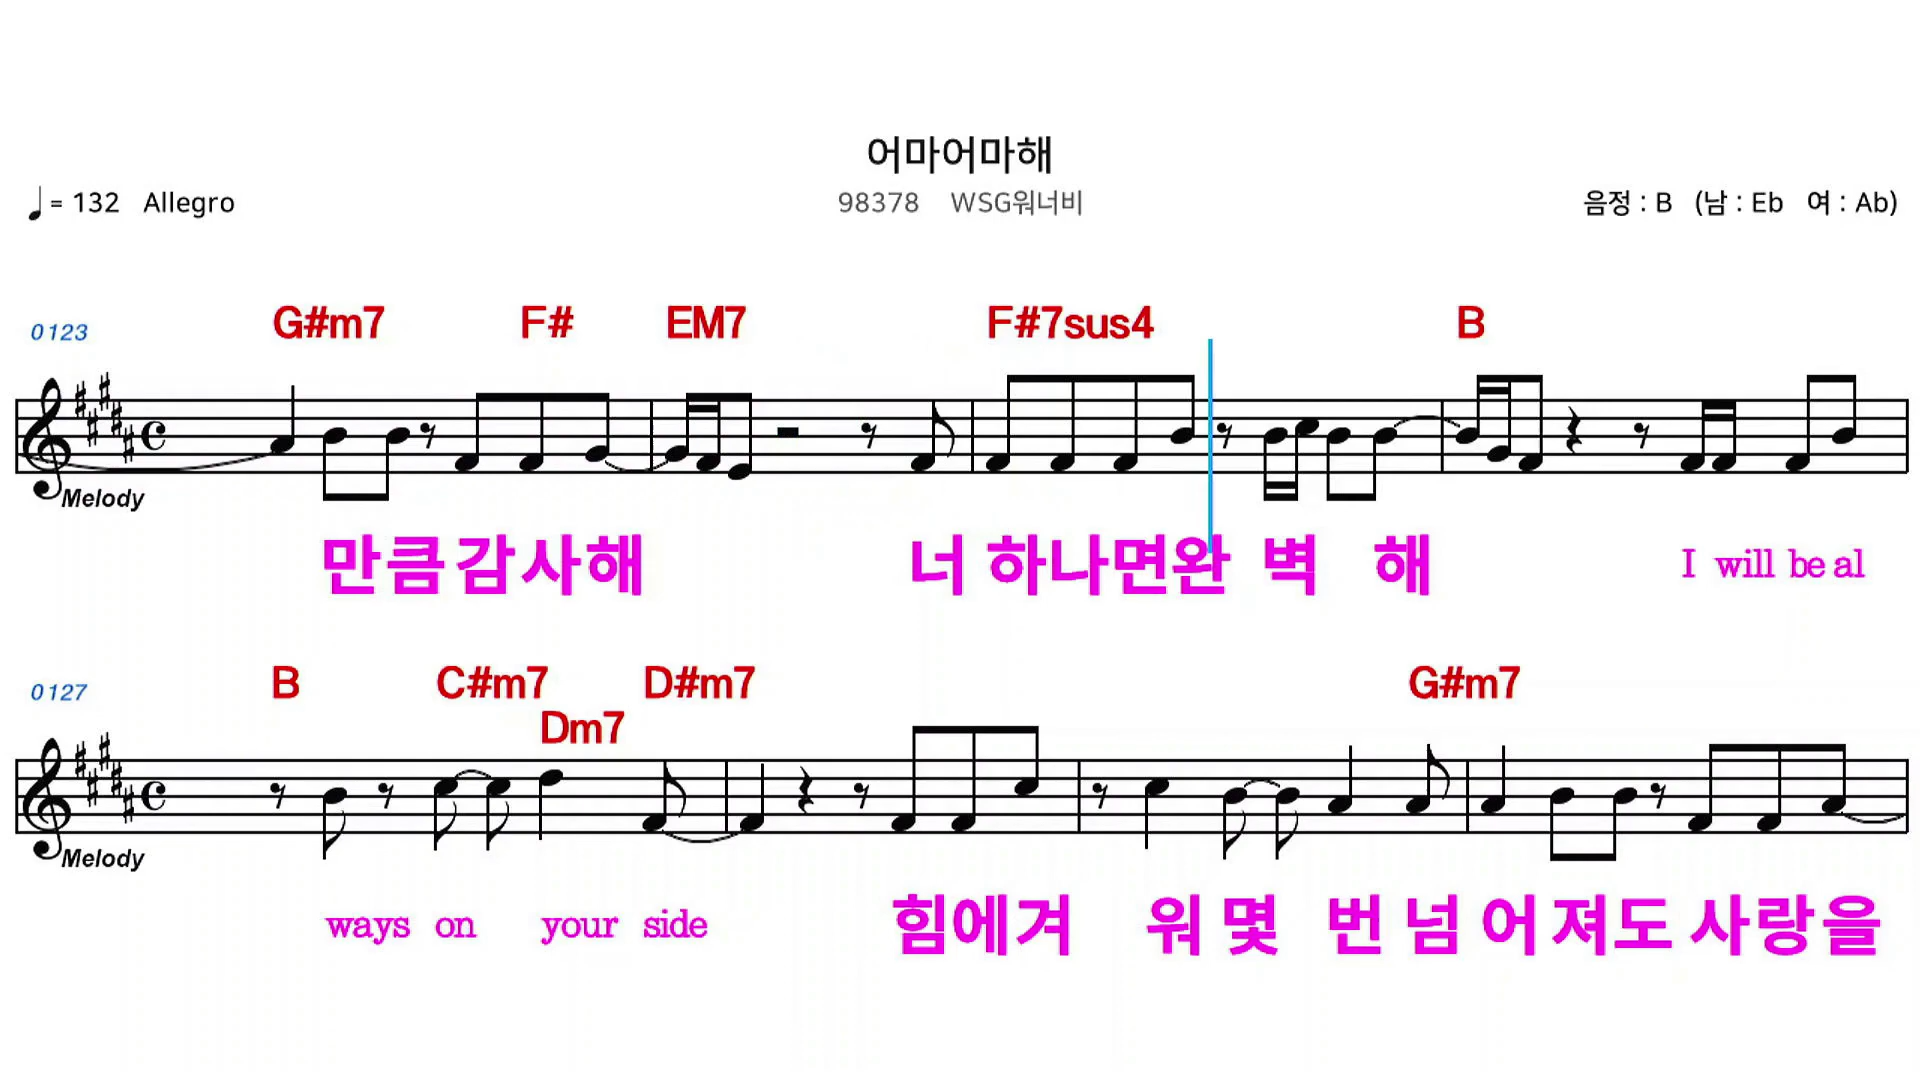 어마어마해
♩= 132 Allegro 98378 WSG워너비 음정 : B (남 : Eb 여 : Ab)
0123 G#m7 F# EM7 F#7sus4 B
Melody
만큼감사해 너 하나면완 벽 해 I will be al
0127 B C#m7 Dm7 D#m7 G#m7
Melody
ways on your side 힘에겨 워 몇 번 넘 어 져도 사랑을